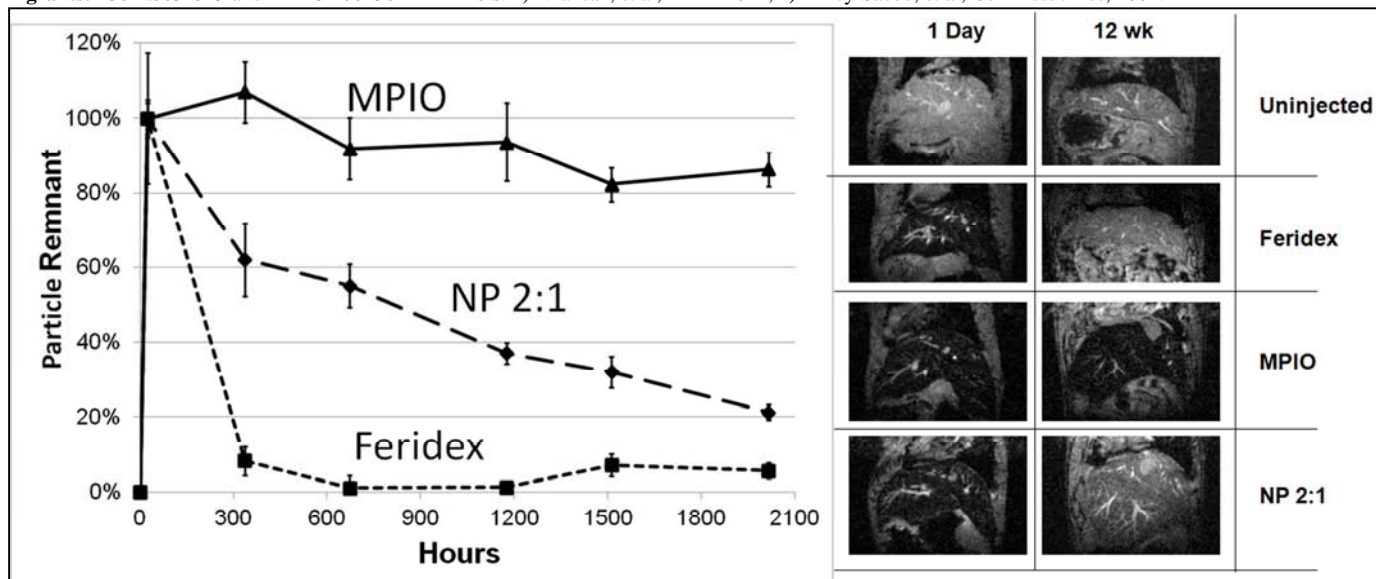 120%
100%
80%
60%
40%
20%
0%
Particle Remnant
MPIO
NP 2:1
Feridex
0 300 600 900 1200 1500 1800 2100
Hours
1 Day 12 wk
Uninjected
Feridex
MPIO
NP 2:1